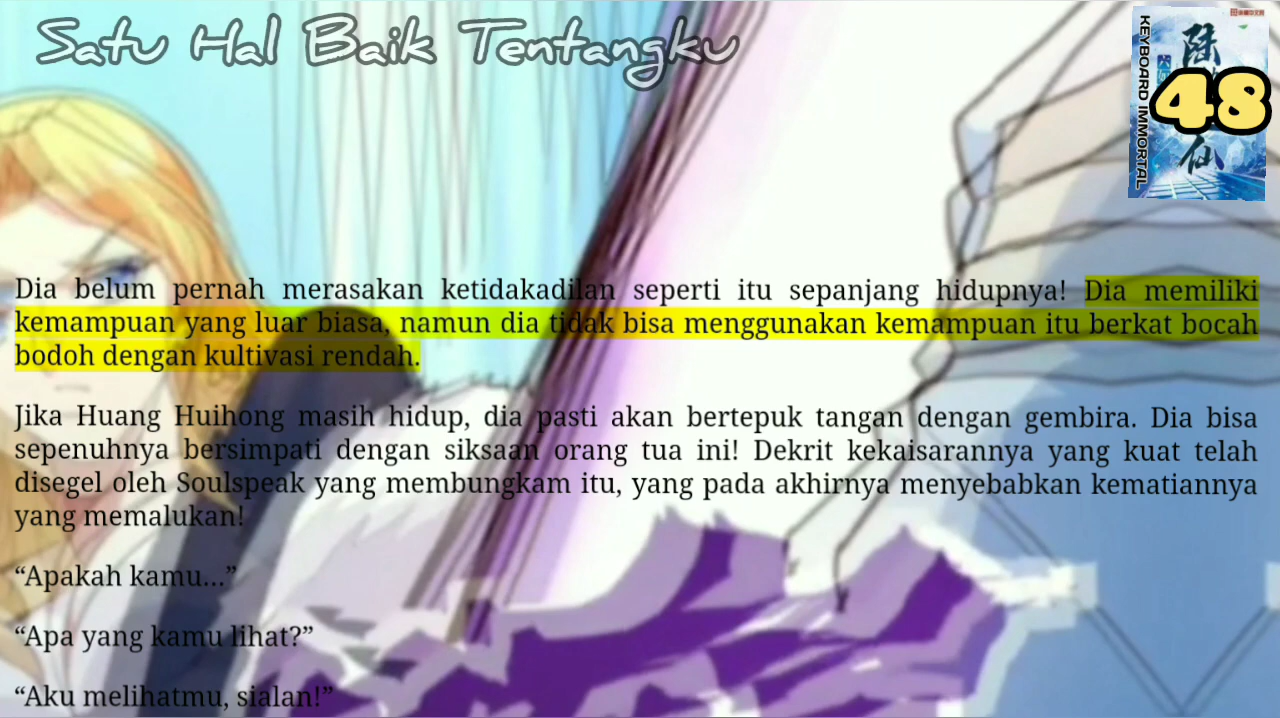 Satu Hal Baik Tentangku
KEYBOARD IMMORTAL
48
Dia belum pernah merasakan ketidakadilan seperti itu sepanjang hidupnya! Dia memiliki
kemampuan yang luar biasa, namun dia tidak bisa menggunakan kemampuan itu berkat bocah
bodoh dengan kultivasi rendah.
Jika Huang Huihong masih hidup, dia pasti akan bertepuk tangan dengan gembira. Dia bisa
sepenuhnya bersimpati dengan siksaan orang tua ini! Dekrit kekaisarannya yang kuat telah
disegel oleh Soulspeak yang membungkam itu, yang pada akhirnya menyebabkan kematiannya
yang memalukan!
“Apakah kamu...”
“Apa yang kamu lihat?”
“Aku melihatmu, sialan!”